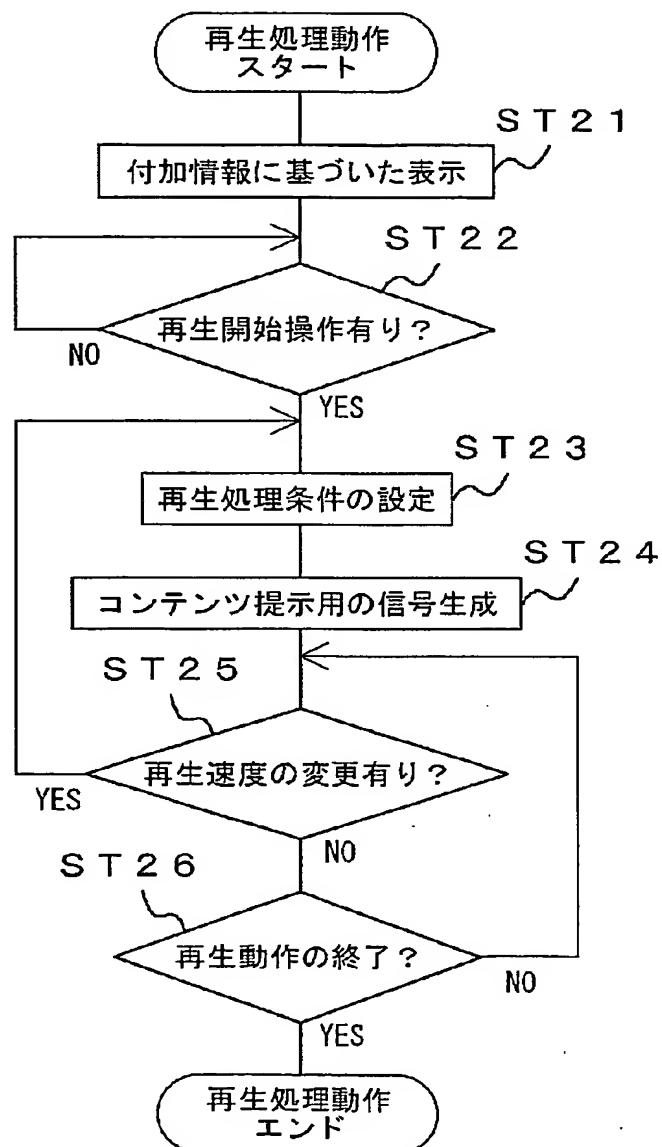 再生処理動作
スタート
ST21
付加情報に基づいた表示
ST22
再生開始操作有り？
NO
YES
ST23
再生処理条件の設定
ST24
コンテンツ提示用の信号生成
ST25
再生速度の変更有り？
YES
NO
ST26
再生動作の終了？
NO
YES
再生処理動作
エンド